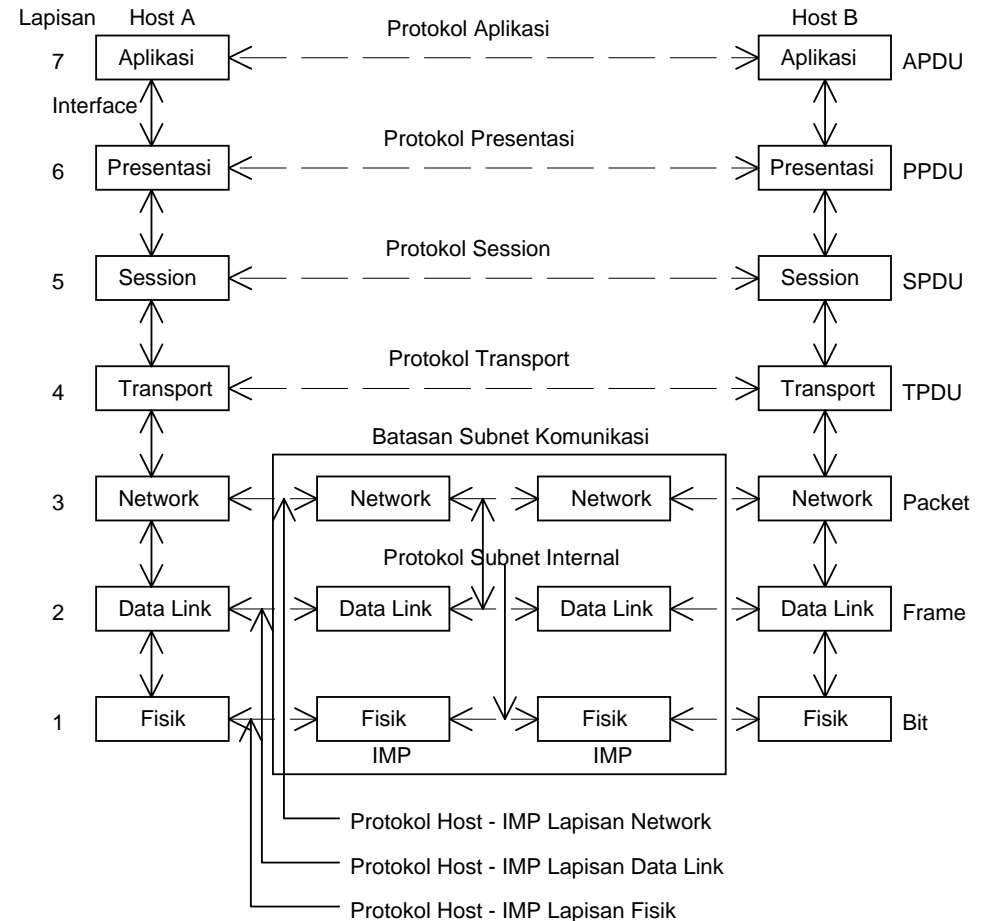 Lapisan Host A Host B
Protokol Aplikasi
7 Aplikasi Aplikasi APDU
Interface
Protokol Presentasi
6 Presentasi Presentasi PPDU
Protokol Session
5 Session Session SPDU
Protokol Transport
4 Transport Transport TPDU
Batasan Subnet Komunikasi
3 Network Network Network Network Packet
Protokol Subnet Internal
2 Data Link Data Link Data Link Data Link Frame
1 Fisik Fisik Fisik Fisik Bit
IMP IMP
Protokol Host - IMP Lapisan Network
Protokol Host - IMP Lapisan Data Link
Protokol Host - IMP Lapisan Fisik